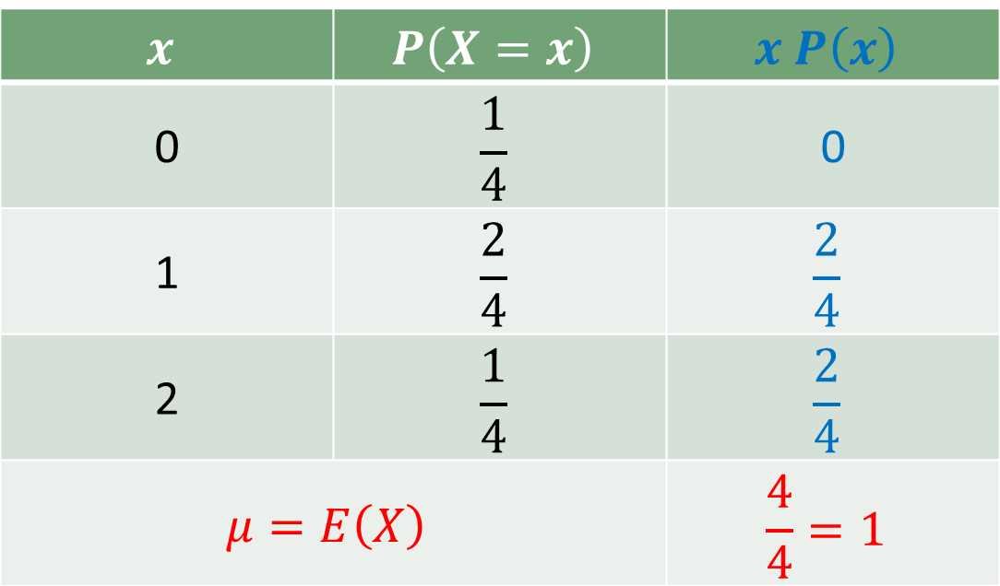 x P(X = x) x P(x)
0 1/4 0
1 2/4 2/4
2 1/4 2/4
μ = E(X) 4/4 = 1